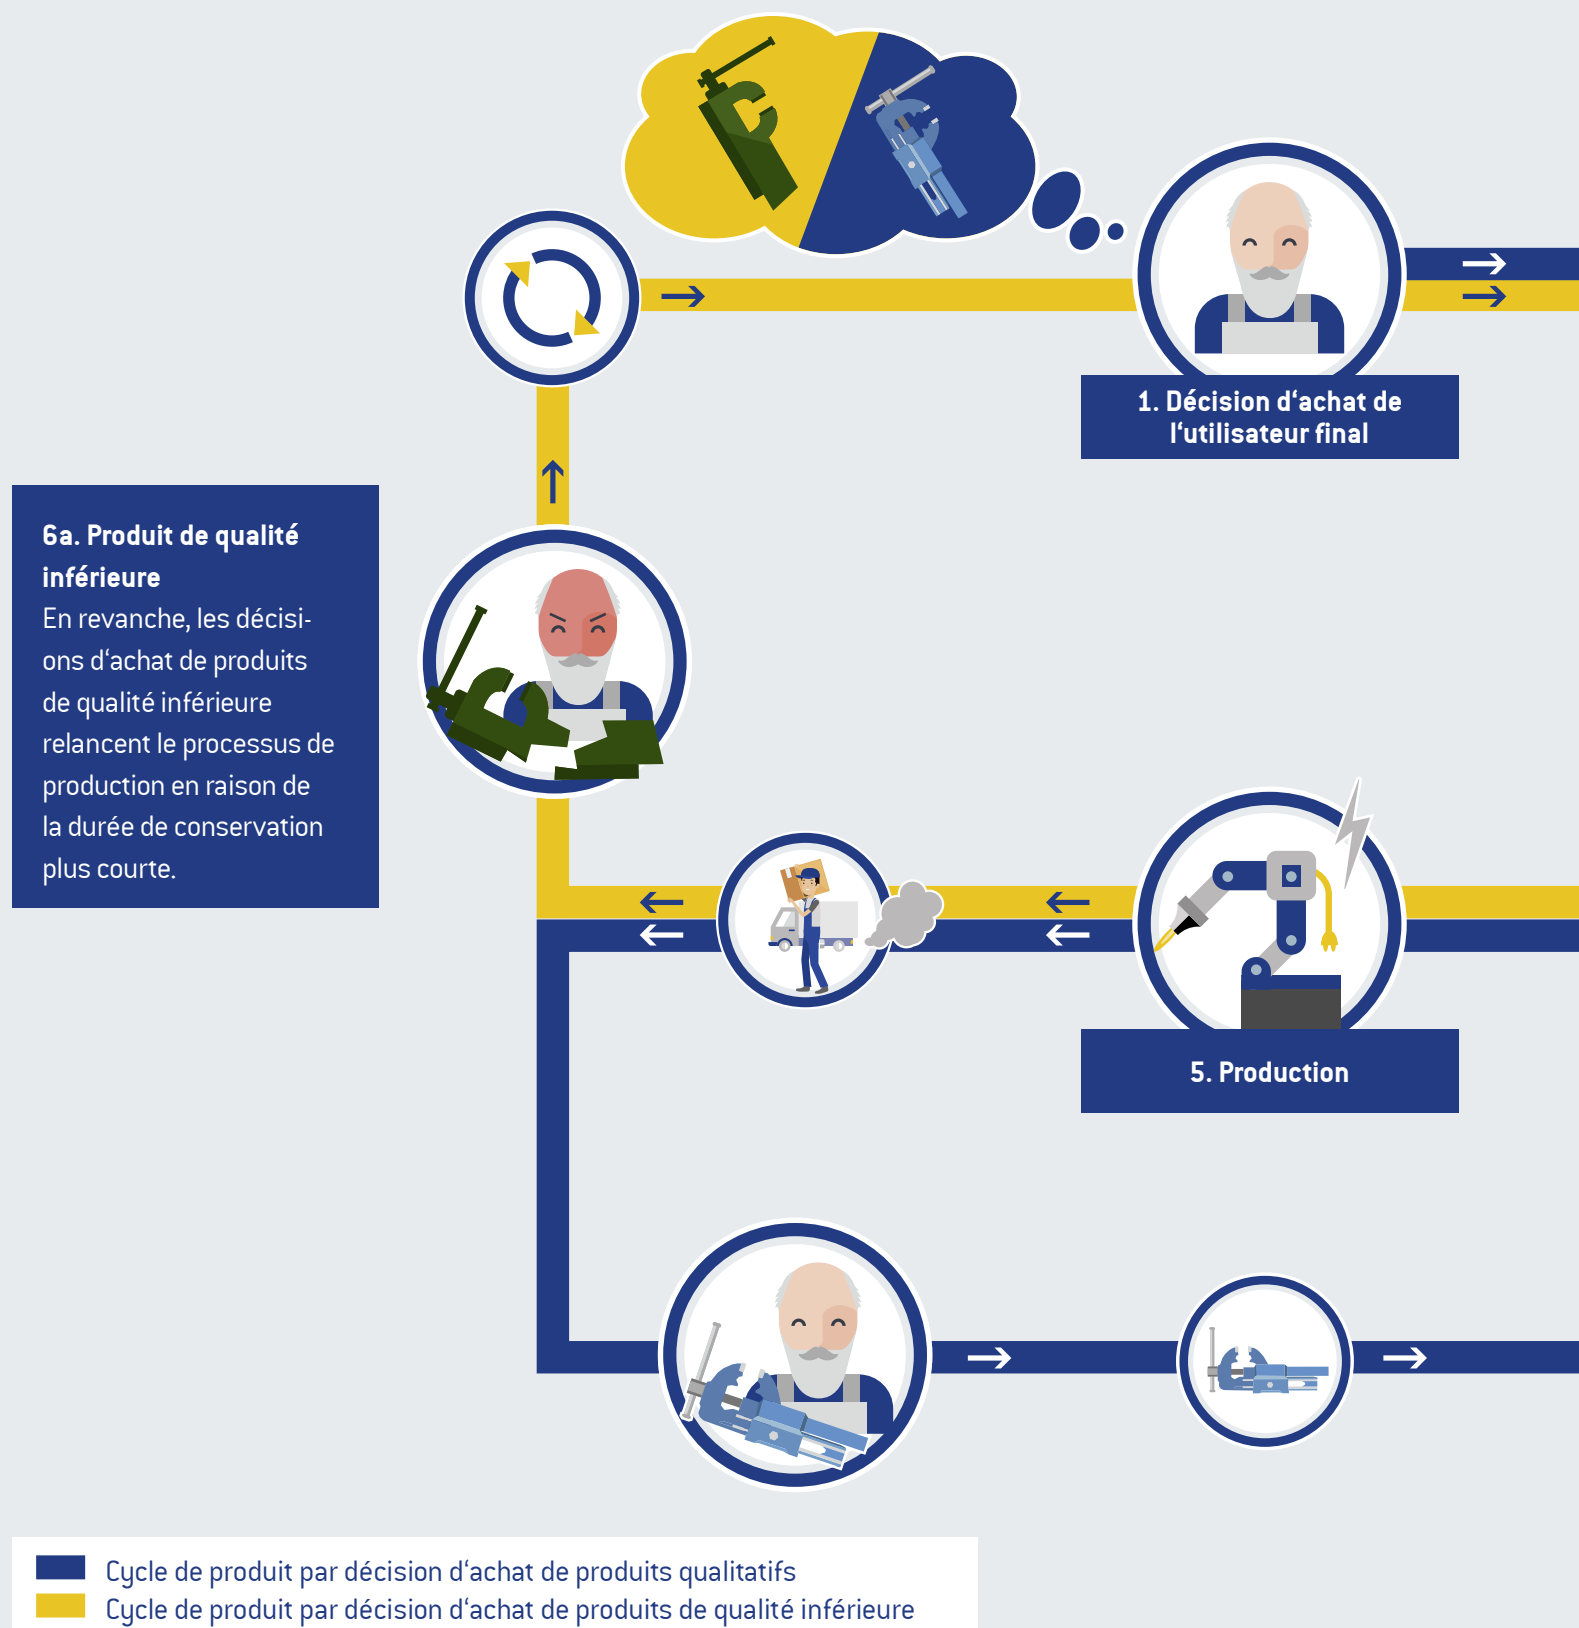 1. Décision d‘achat de
l‘utilisateur final
6a. Produit de qualité
inférieure
En revanche, les décisi-
ons d‘achat de produits
de qualité inférieure
relancent le processus de
production en raison de
la durée de conservation
plus courte.
5. Production
Cycle de produit par décision d‘achat de produits qualitatifs
Cycle de produit par décision d‘achat de produits de qualité inférieure